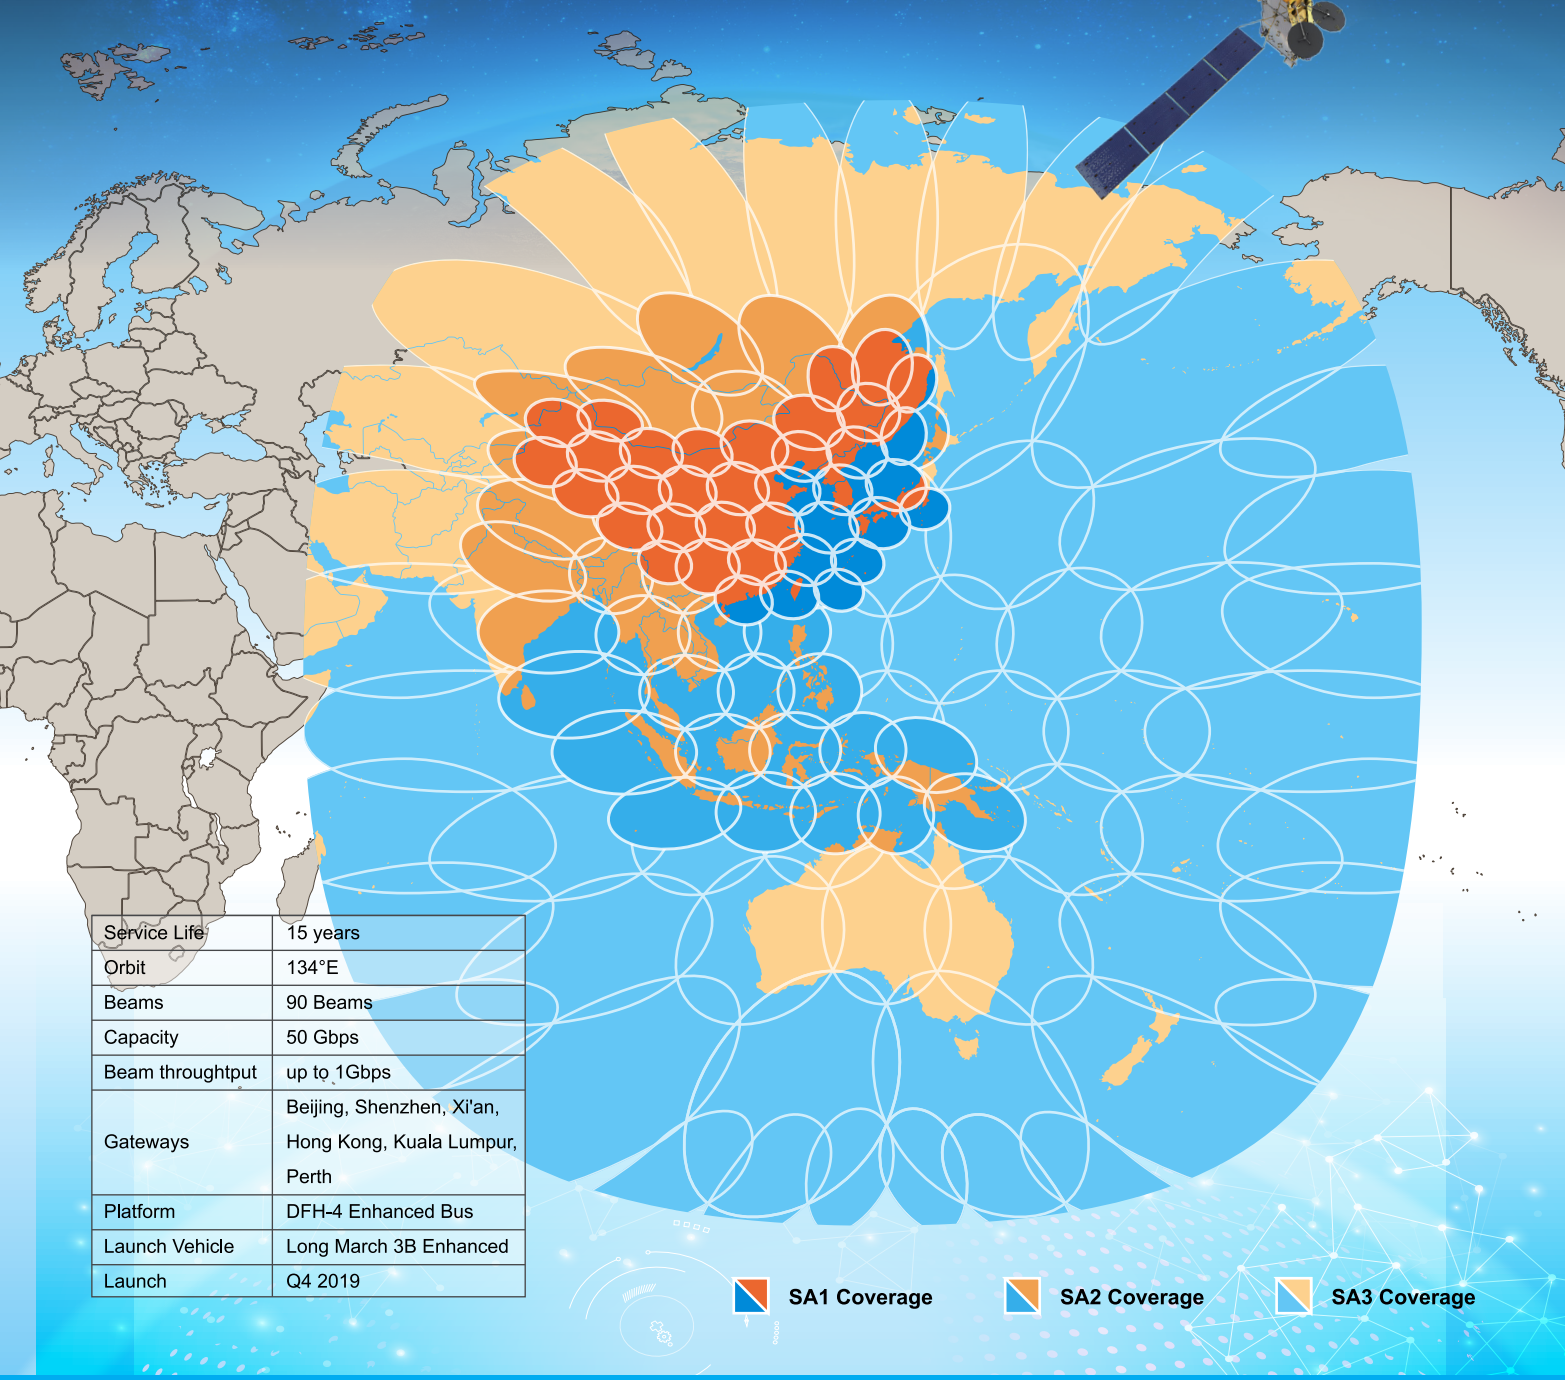 Service Life 15 years
Orbit 134°E
Beams 90 Beams
Capacity 50 Gbps
Beam throughtput up to 1Gbps
Gateways Beijing, Shenzhen, Xi'an,
Hong Kong, Kuala Lumpur,
Perth
Platform DFH-4 Enhanced Bus
Launch Vehicle Long March 3B Enhanced
Launch Q4 2019
SA1 Coverage SA2 Coverage SA3 Coverage